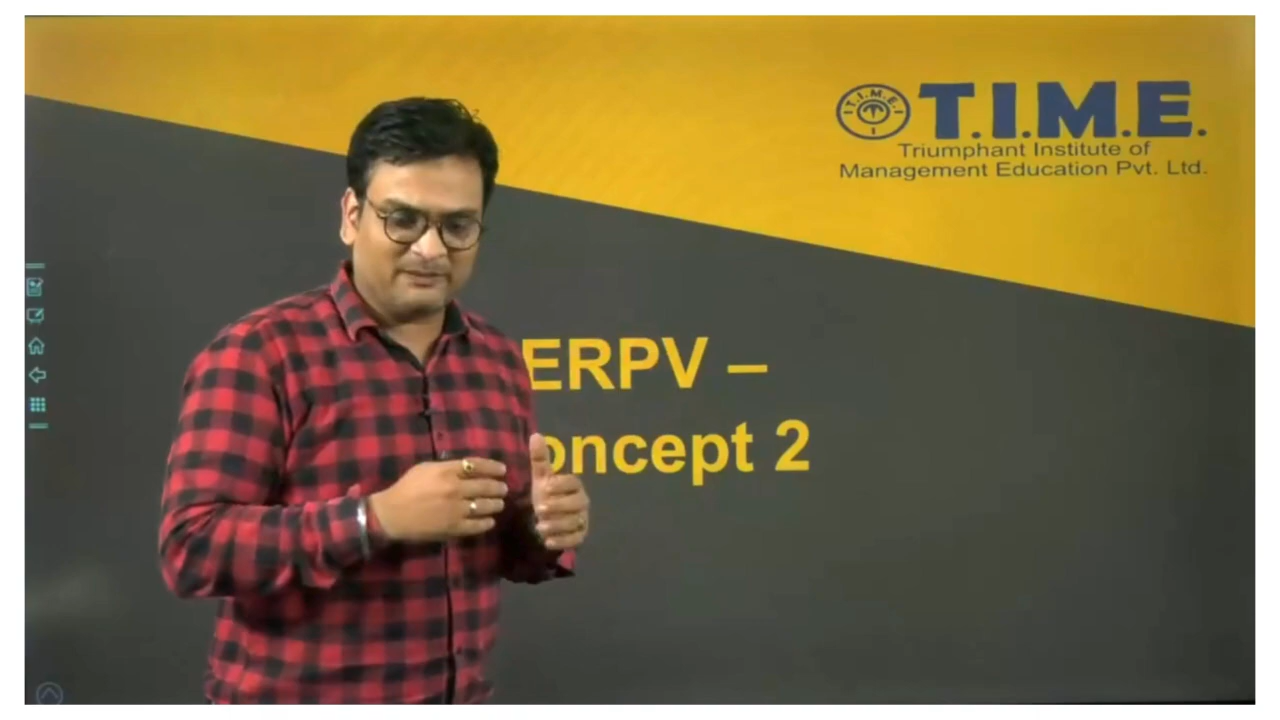 T.I.M.E.
T.I.M.E.
Triumphant Institute of
Management Education Pvt. Ltd.
ERPV –
oncept 2